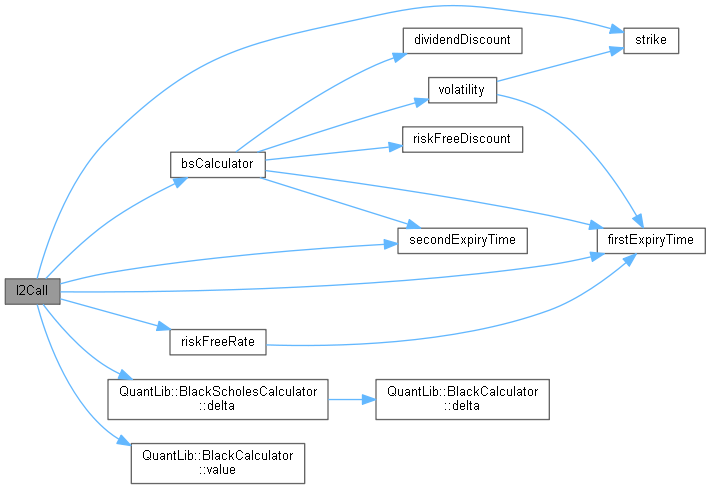 strike
dividendDiscount
volatility
riskFreeDiscount
bsCalculator
secondExpiryTime
firstExpiryTime
I2Call
riskFreeRate
QuantLib::BlackScholesCalculator
::delta
QuantLib::BlackCalculator
::delta
QuantLib::BlackCalculator
::value